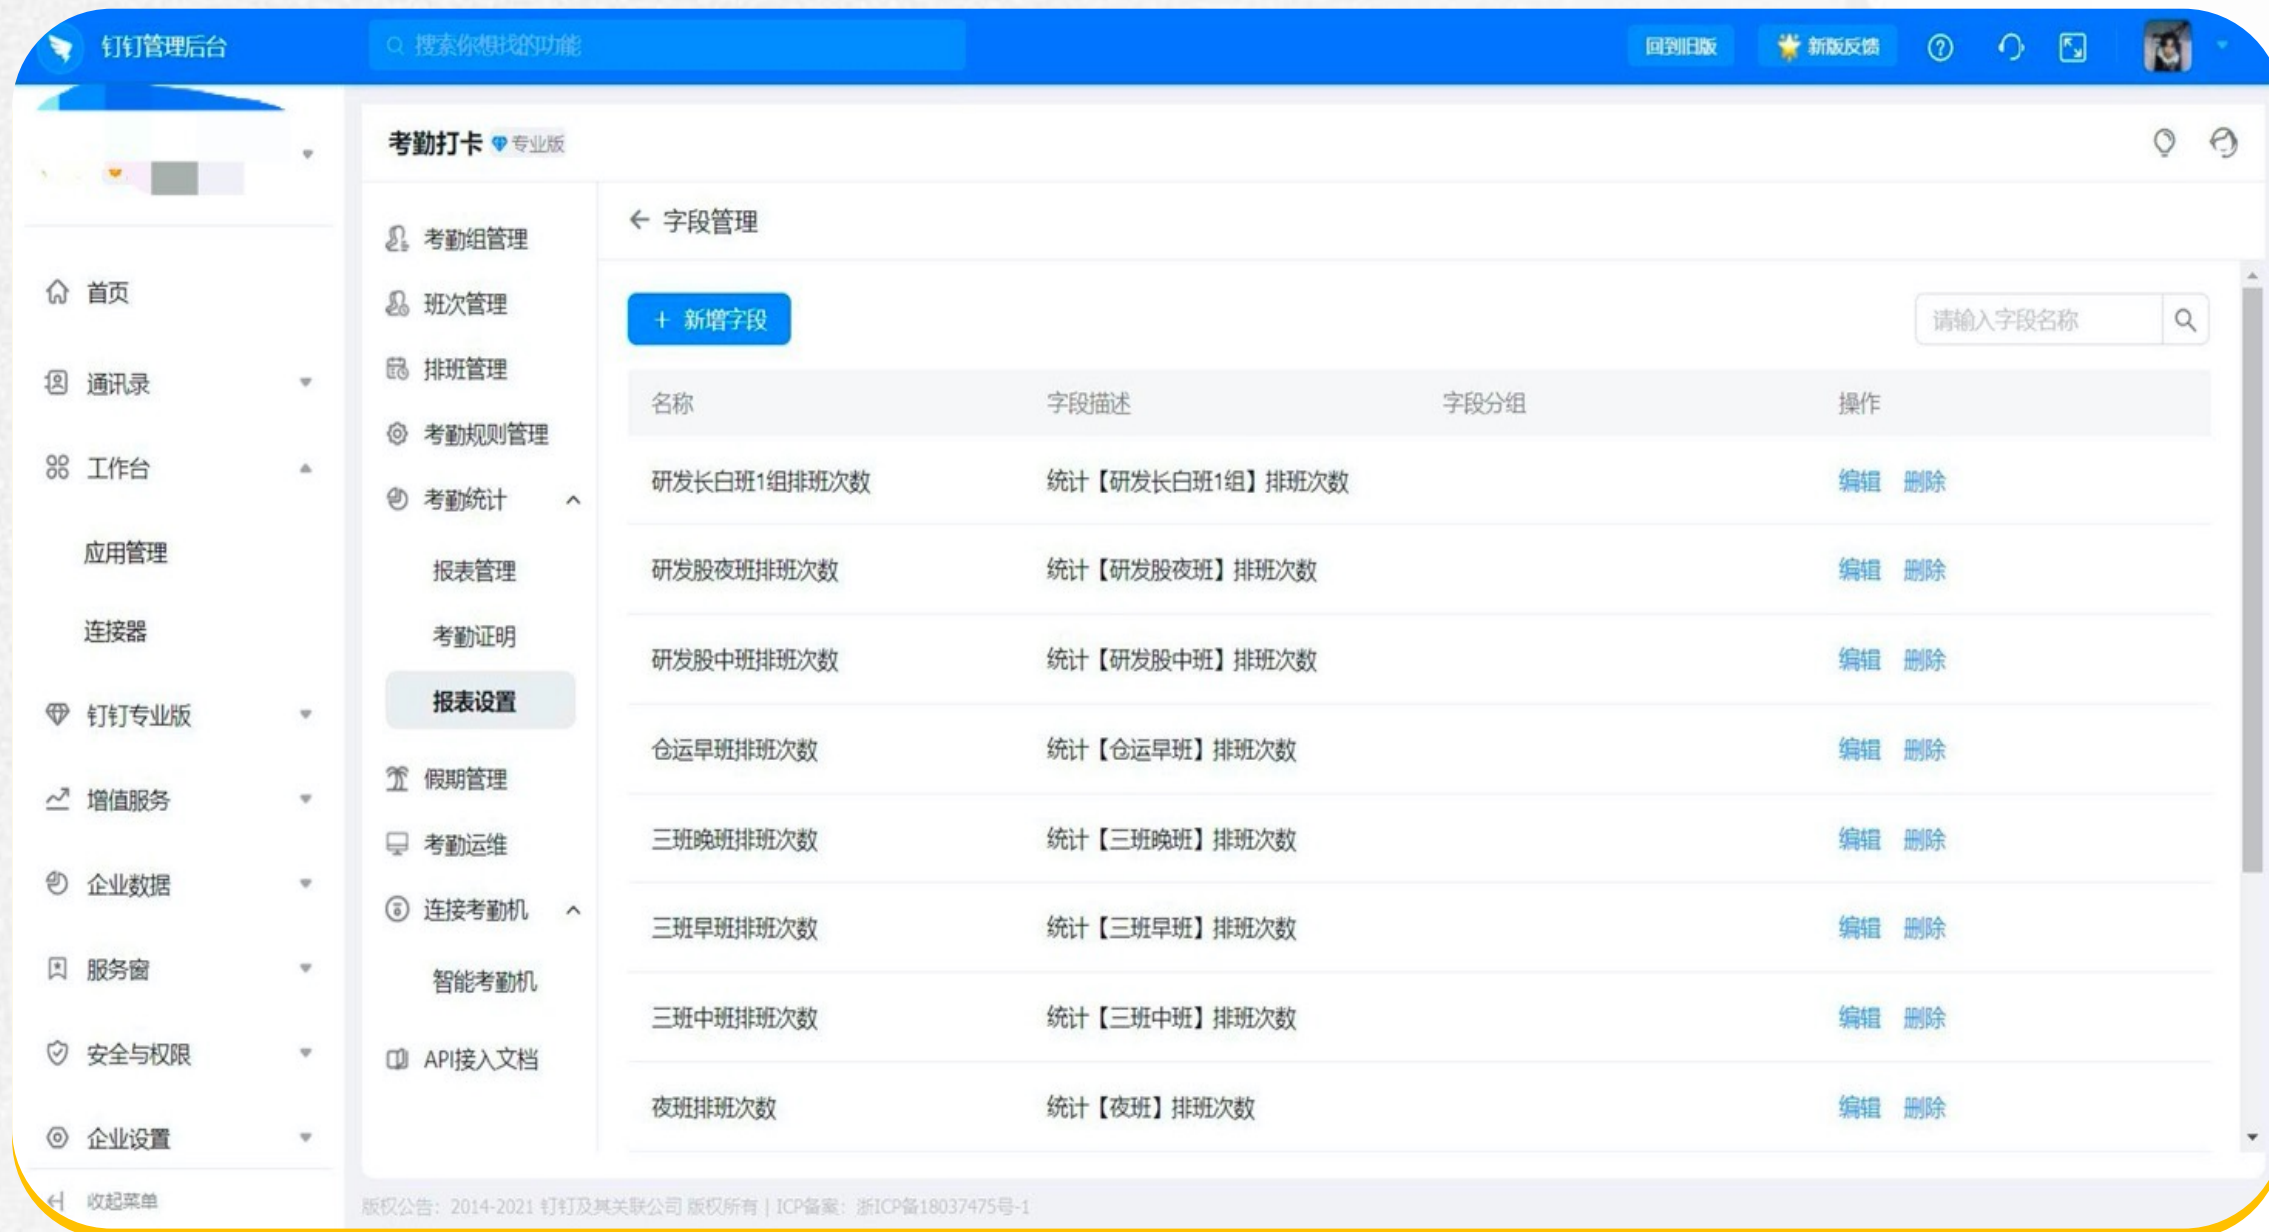 钉钉管理后台
搜索你想找的功能
回到旧版
新版反馈
首页
通讯录
工作台
应用管理
连接器
钉钉专业版
增值服务
企业数据
服务窗
安全与权限
企业设置
收起菜单
考勤打卡 专业版
考勤组管理
班次管理
排班管理
考勤规则管理
考勤统计
报表管理
考勤证明
报表设置
假期管理
考勤运维
连接考勤机
智能考勤机
API接入文档
← 字段管理
+ 新增字段
请输入字段名称
名称 字段描述 字段分组 操作
研发长白班1组排班次数 统计【研发长白班1组】排班次数 编辑 删除
研发股夜班排班次数 统计【研发股夜班】排班次数 编辑 删除
研发股中班排班次数 统计【研发股中班】排班次数 编辑 删除
仓运早班排班次数 统计【仓运早班】排班次数 编辑 删除
三班晚班排班次数 统计【三班晚班】排班次数 编辑 删除
三班早班排班次数 统计【三班早班】排班次数 编辑 删除
三班中班排班次数 统计【三班中班】排班次数 编辑 删除
夜班排班次数 统计【夜班】排班次数 编辑 删除
版权公告：2014-2021 钉钉及其关联公司 版权所有 | ICP备案：浙ICP备18037475号-1